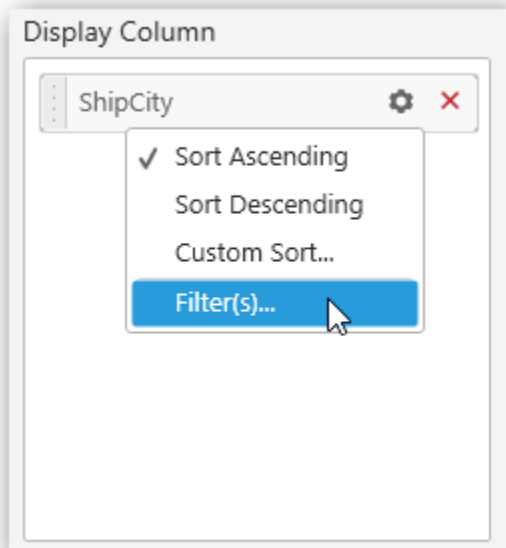 Display Column
ShipCity
Sort Ascending
Sort Descending
Custom Sort...
Filter(s)...